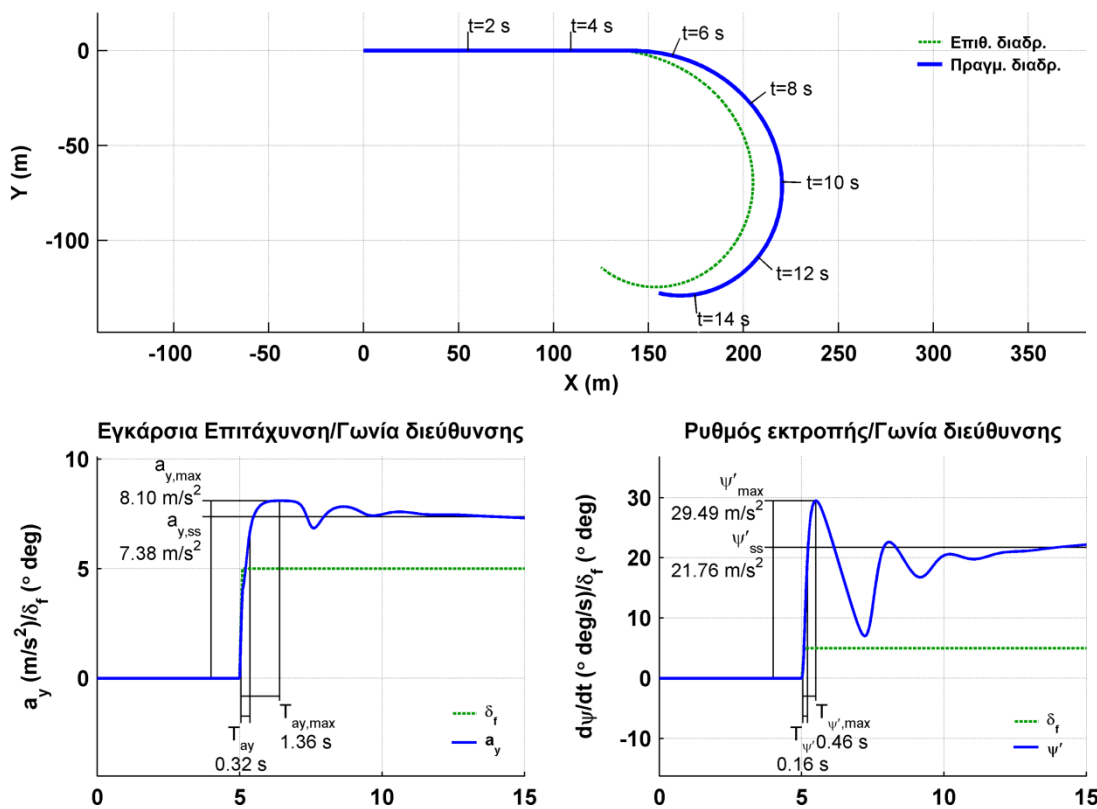 t=2 s
t=4 s
t=6 s
t=8 s
t=10 s
t=12 s
t=14 s
Επιθ. διαδρ.
Πραγμ. διαδρ.
0
-50
-100
Y (m)
-100 -50 0 50 100 150 200 250 300 350
X (m)
Εγκάρσια Επιτάχυνση/Γωνία διεύθυνσης
10
5
0
a_y (m/s²)/δ_f (° deg)
a_y,max
8.10 m/s²
a_y,ss
7.38 m/s²
T_ay,max
1.36 s
T_ay
0.32 s
δ_f
a_y
0 5 10 15
Ρυθμός εκτροπής/Γωνία διεύθυνσης
30
20
10
0
-10
dψ/dt (° deg/s)/δ_f (° deg)
ψ'_max
29.49 m/s²
ψ'_ss
21.76 m/s²
T_ψ',max
0.46 s
T_ψ'
0.16 s
δ_f
ψ'
0 5 10 15